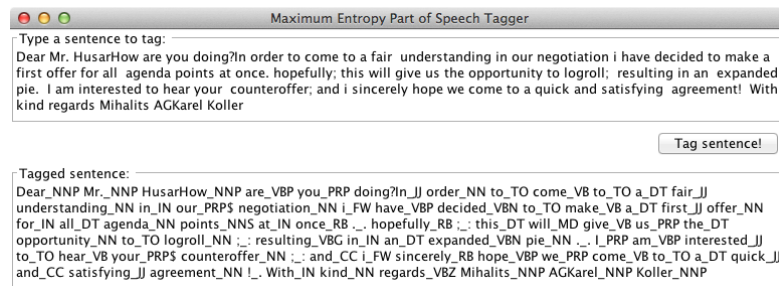 Maximum Entropy Part of Speech Tagger
Type a sentence to tag:
Dear Mr. HusarHow are you doing?In order to come to a fair  understanding in our negotiation i have decided to make a
first offer for all  agenda points at once. hopefully; this will give us the opportunity to logroll;  resulting in an  expanded
pie.  I am interested to hear your  counteroffer; and i sincerely hope we come to a quick and satisfying  agreement!  With
kind regards Mihalits AGKarel Koller
Tag sentence!
Tagged sentence:
Dear_NNP Mr._NNP HusarHow_NNP are_VBP you_PRP doing?In_JJ order_NN to_TO come_VB to_TO a_DT fair_JJ
understanding_NN in_IN our_PRP$ negotiation_NN i_FW have_VBP decided_VBN to_TO make_VB a_DT first_JJ offer_NN
for_IN all_DT agenda_NN points_NNS at_IN once_RB ._. hopefully_RB ;_: this_DT will_MD give_VB us_PRP the_DT
opportunity_NN to_TO logroll_NN ;_: resulting_VBG in_IN an_DT expanded_VBN pie_NN ._. I_PRP am_VBP interested_JJ
to_TO hear_VB your_PRP$ counteroffer_NN ;_: and_CC i_FW sincerely_RB hope_VBP we_PRP come_VB to_TO a_DT quick_JJ
and_CC satisfying_JJ agreement_NN !_. With_IN kind_NN regards_VBZ Mihalits_NNP AGKarel_NNP Koller_NNP